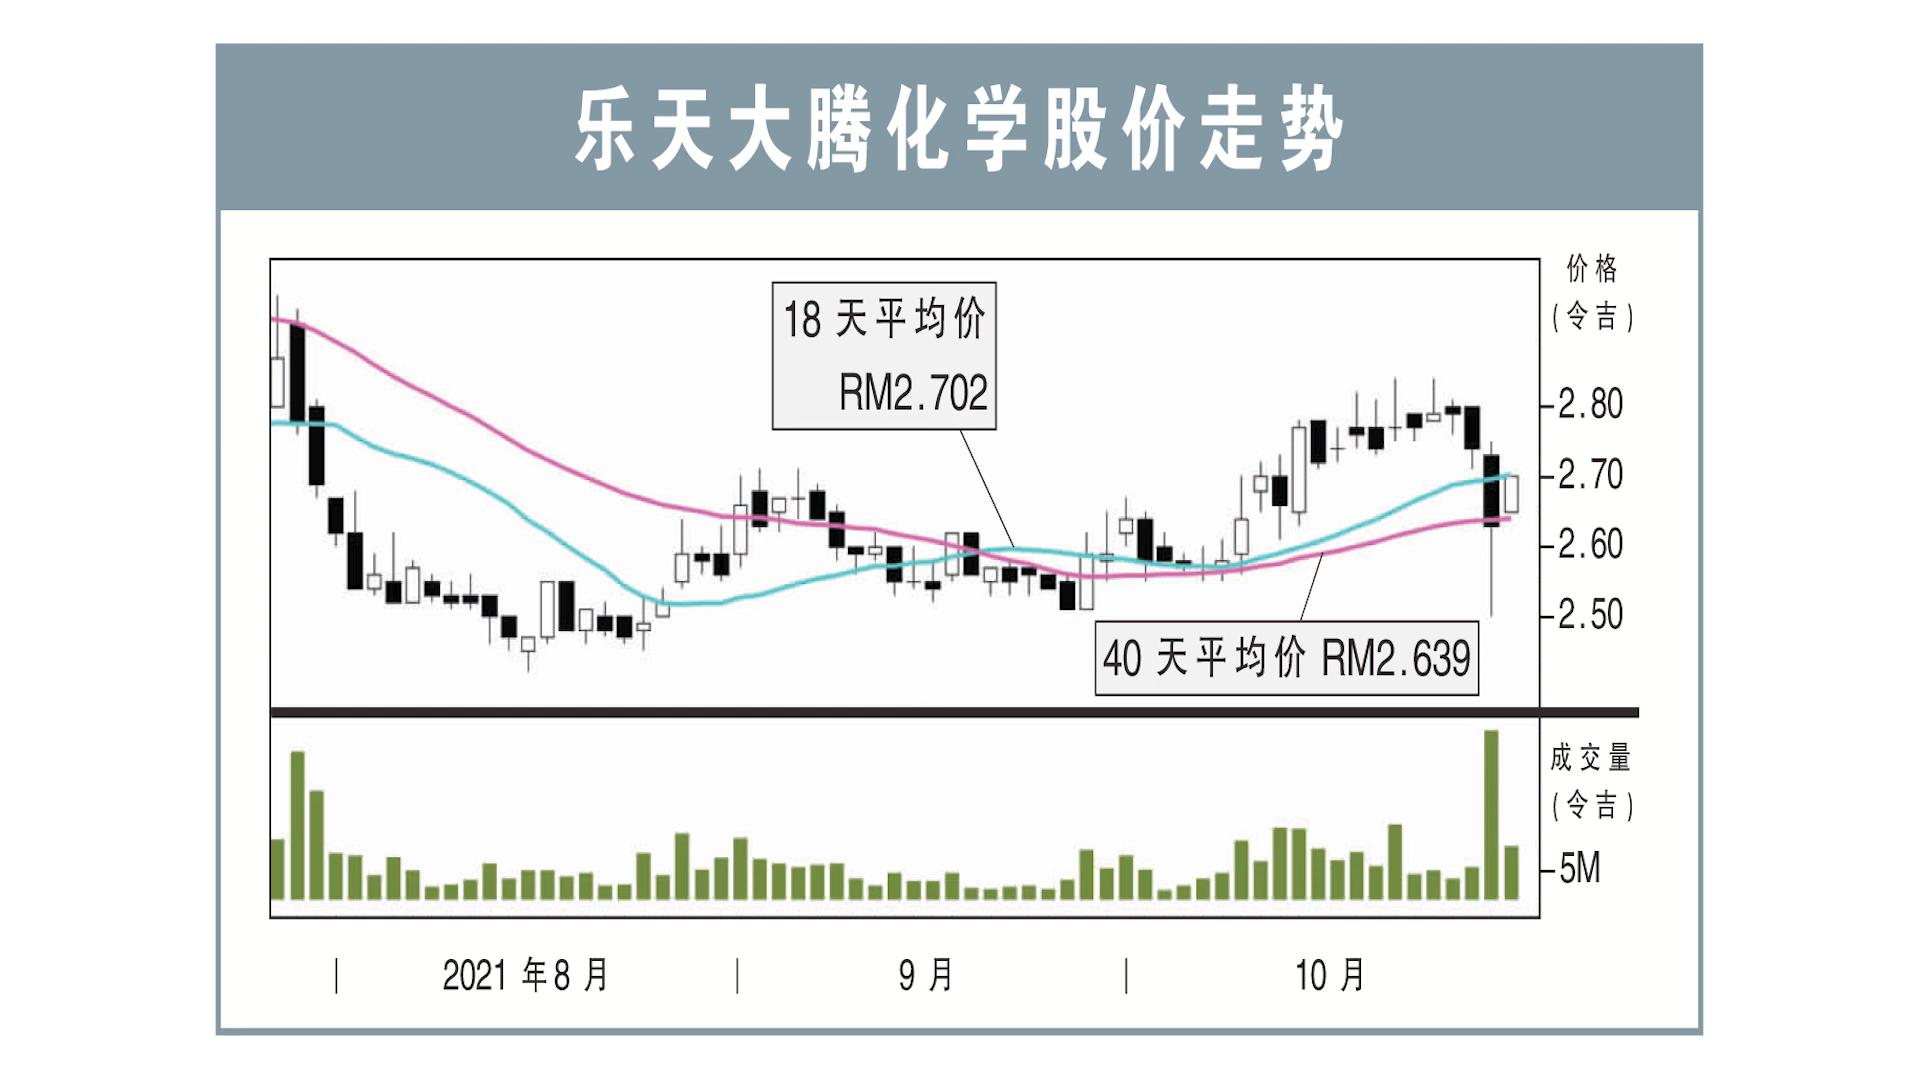 乐天大腾化学股价走势
价格
(令吉)
18 天平均价
RM2.702
2.80
2.70
2.60
2.50
40 天平均价 RM2.639
成交量
(令吉)
5M
2021 年8 月
9 月
10 月